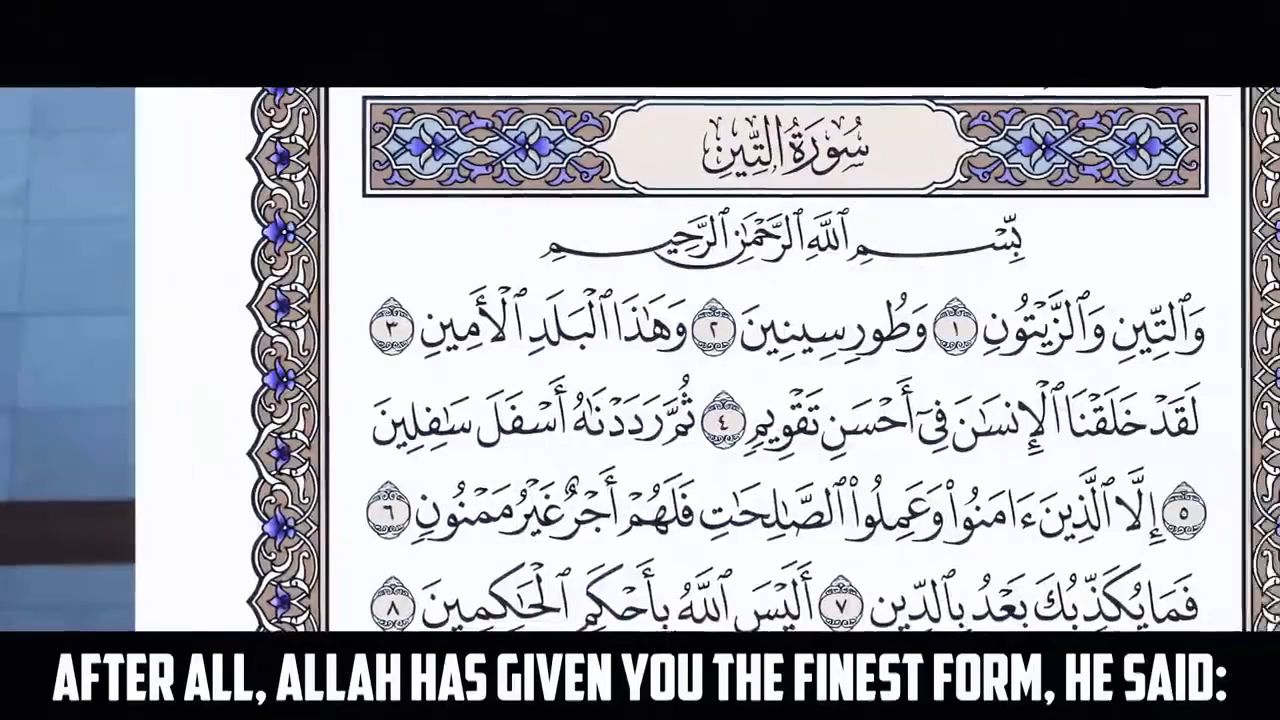 سُورَةُ التِّينِ
بِّسْمِ ٱللَّهِ ٱلرَّحْمَٰنِ ٱلرَّحِيمِ
وَٱلتِّينِ وَٱلزَّيْتُونِ ١ وَطُورِ سِينِينَ ٢ وَهَٰذَا ٱلْبَلَدِ ٱلْأَمِينِ ٣
لَقَدْ خَلَقْنَا ٱلْإِنسَٰنَ فِىٓ أَحْسَنِ تَقْوِيمٍ ٤ ثُمَّ رَدَدْنَٰهُ أَسْفَلَ سَٰفِلِينَ
٥ إِلَّا ٱلَّذِينَ ءَامَنُوا۟ وَعَمِلُوا۟ ٱلصَّٰلِحَٰتِ فَلَهُمْ أَجْرٌ غَيْرُ مَمْنُونٍ ٦
فَمَا يُكَذِّبُكَ بَعْدُ بِٱلدِّينِ ٧ أَلَيْسَ ٱللَّهُ بِأَحْكَمِ ٱلْحَٰكِمِينَ ٨
AFTER ALL, ALLAH HAS GIVEN YOU THE FINEST FORM, HE SAID: